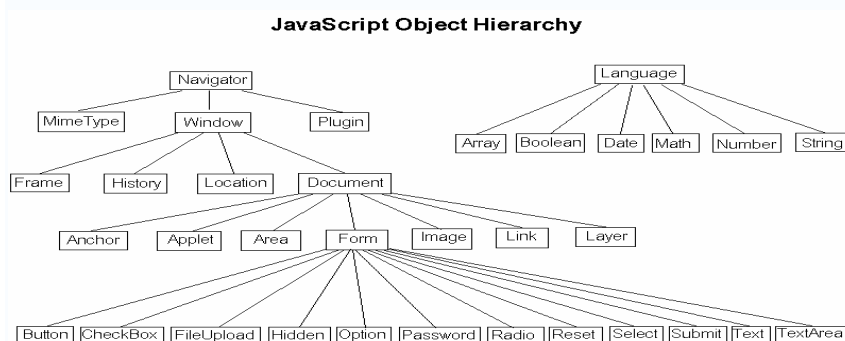 JavaScript Object Hierarchy
Navigator
Language
MimeType
Window
Plugin
Array
Boolean
Date
Math
Number
String
Frame
History
Location
Document
Anchor
Applet
Area
Form
Image
Link
Layer
Button
CheckBox
FileUpload
Hidden
Option
Password
Radio
Reset
Select
Submit
Text
TextArea